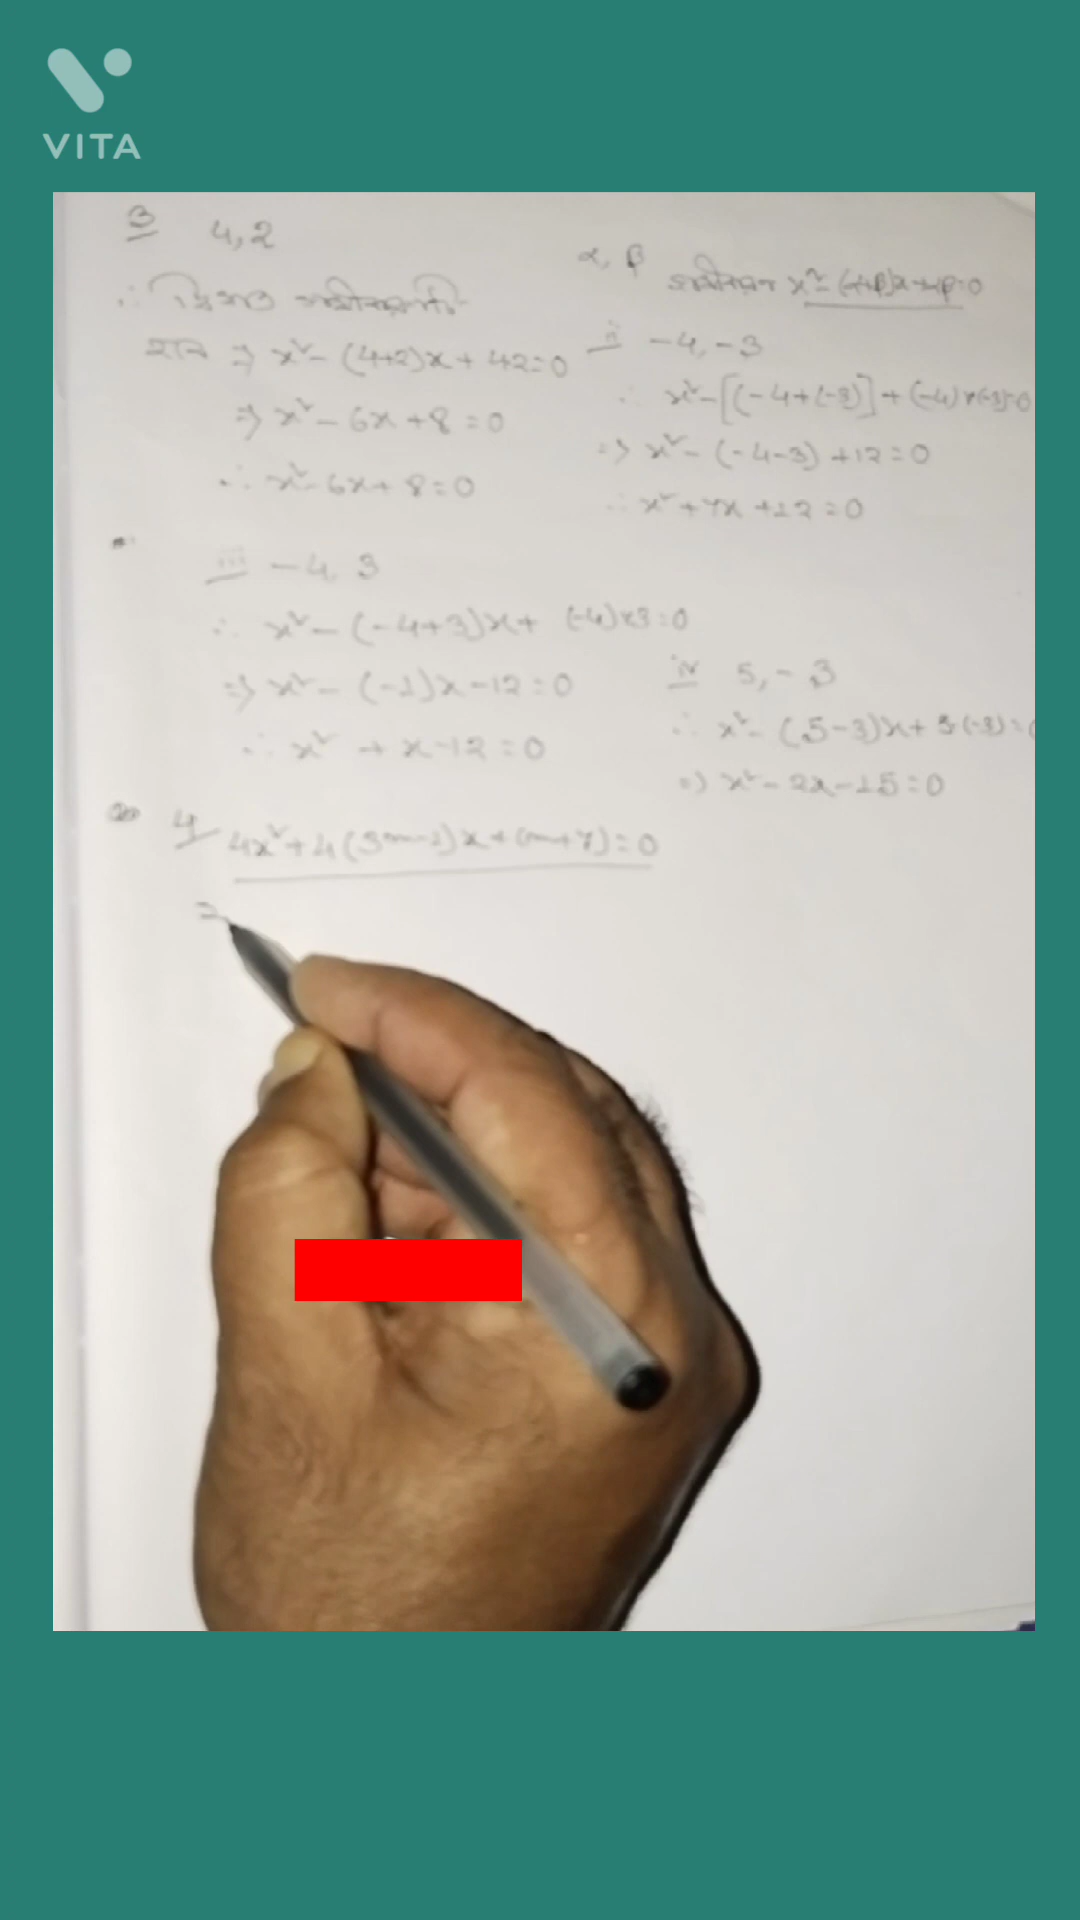 VITA
3 4,2
∴ দ্বিঘাত সমীকরণটি
হবে ⇒ x² - (4+2)x + 4·2=0
⇒ x² - 6x + 8 = 0
∴ x² - 6x + 8 = 0
α, β
সমীকরণ x² - (α+β)x + αβ=0
ii -4, -3
∴ x² - [(-4+(-3)] + (-4)×(-3)=0
⇒ x² - (-4-3) + 12 = 0
∴ x² + 7x + 12 = 0
iii -4, 3
∴ x² - (-4+3)x + (-4)×3=0
⇒ x² - (-1)x - 12 = 0
∴ x² + x - 12 = 0
iv 5, -3
∴ x² - (5-3)x + 5(-3) =
⇒ x² - 2x - 15 = 0
4 4x² + 4(3m-1)x + (m+7) = 0
=